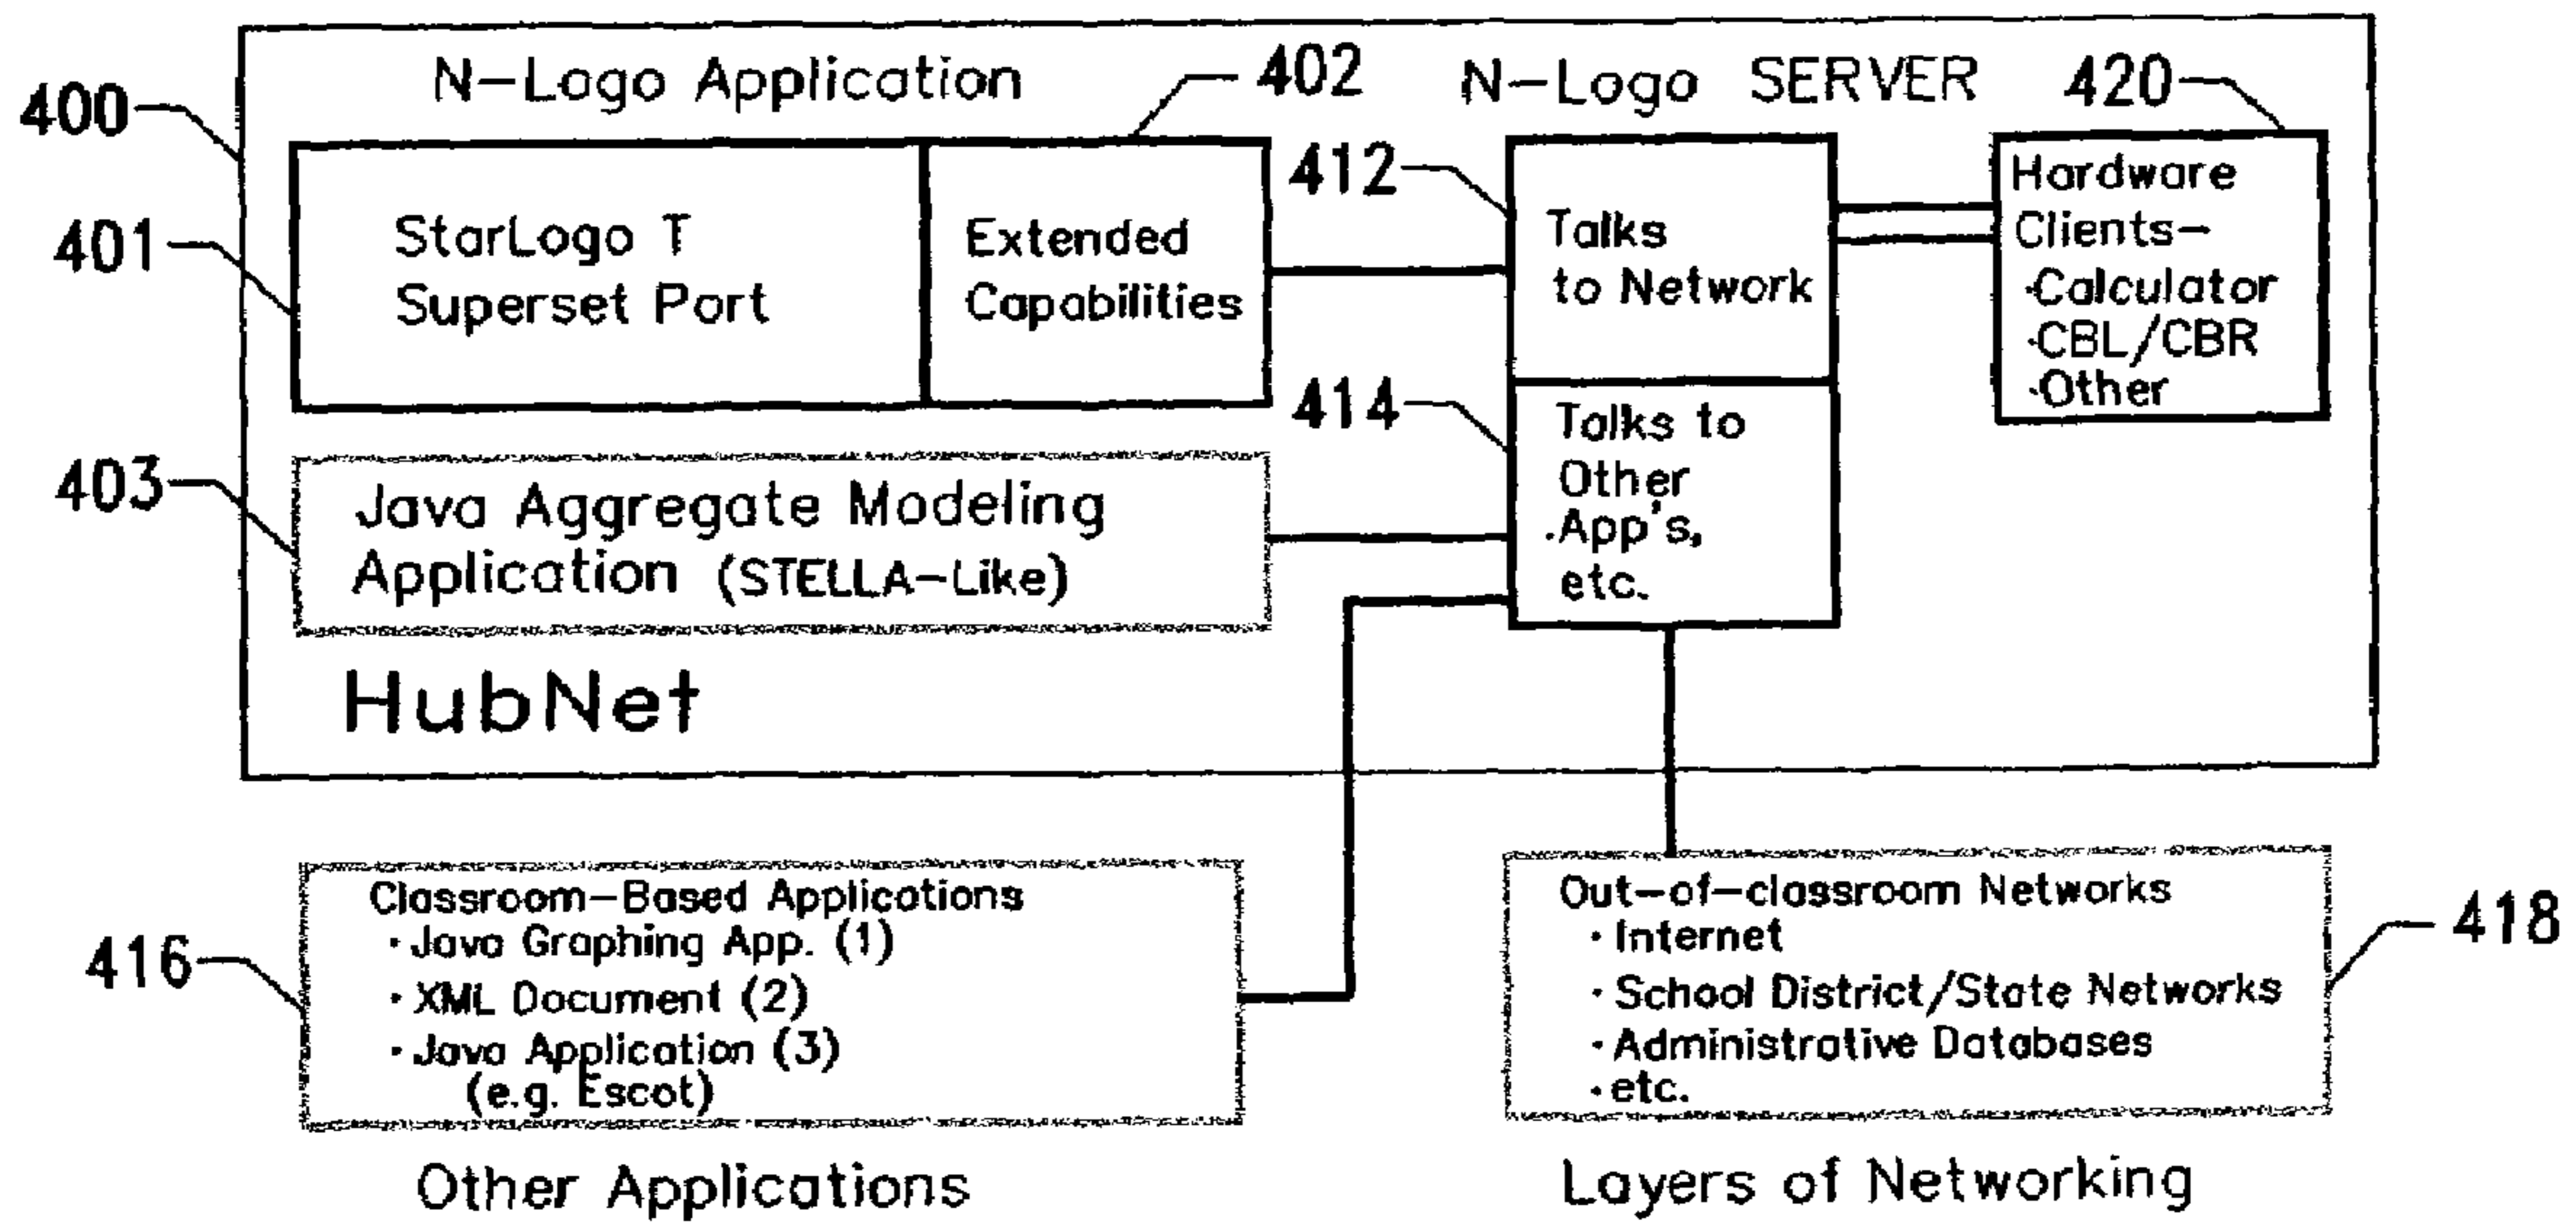 N-Logo Application
402
N-Logo SERVER
420
400
401
StarLogo T
Superset Port
Extended
Capabilities
412
Talks
to Network
Hardware
Clients-
·Calculator
·CBL/CBR
·Other
414
Talks to
Other
·App's,
etc.
403
Java Aggregate Modeling
Application (STELLA-Like)
HubNet
416
Classroom-Based Applications
· Java Graphing App. (1)
· XML Document (2)
· Java Application (3)
(e.g. Escot)
Other Applications
418
Out-of-classroom Networks
· Internet
· School District/State Networks
· Administrative Databases
· etc.
Layers of Networking